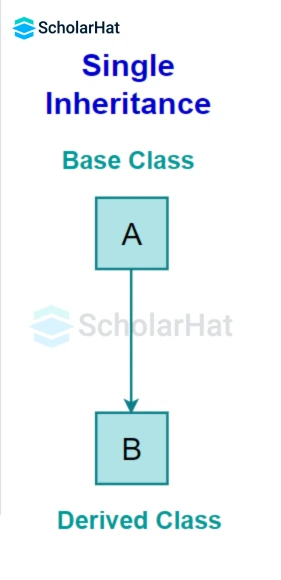 ScholarHat
Single
Inheritance
Base Class
A
ScholarHat
B
Derived Class